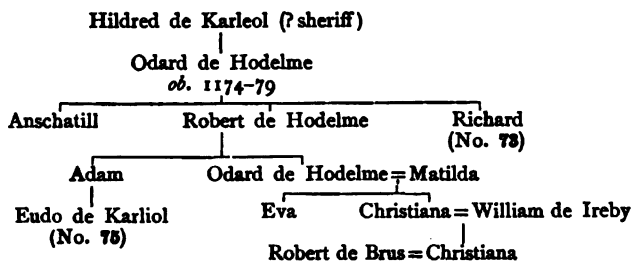 Hildred de Karleol (? sheriff)
Odard de Hodelme
ob. 1174-79
Anschatill Robert de Hodelme Richard
(No. 73)
Adam Odard de Hodelme = Matilda
Eudo de Karliol Eva Christiana = William de Ireby
(No. 75)
Robert de Brus = Christiana